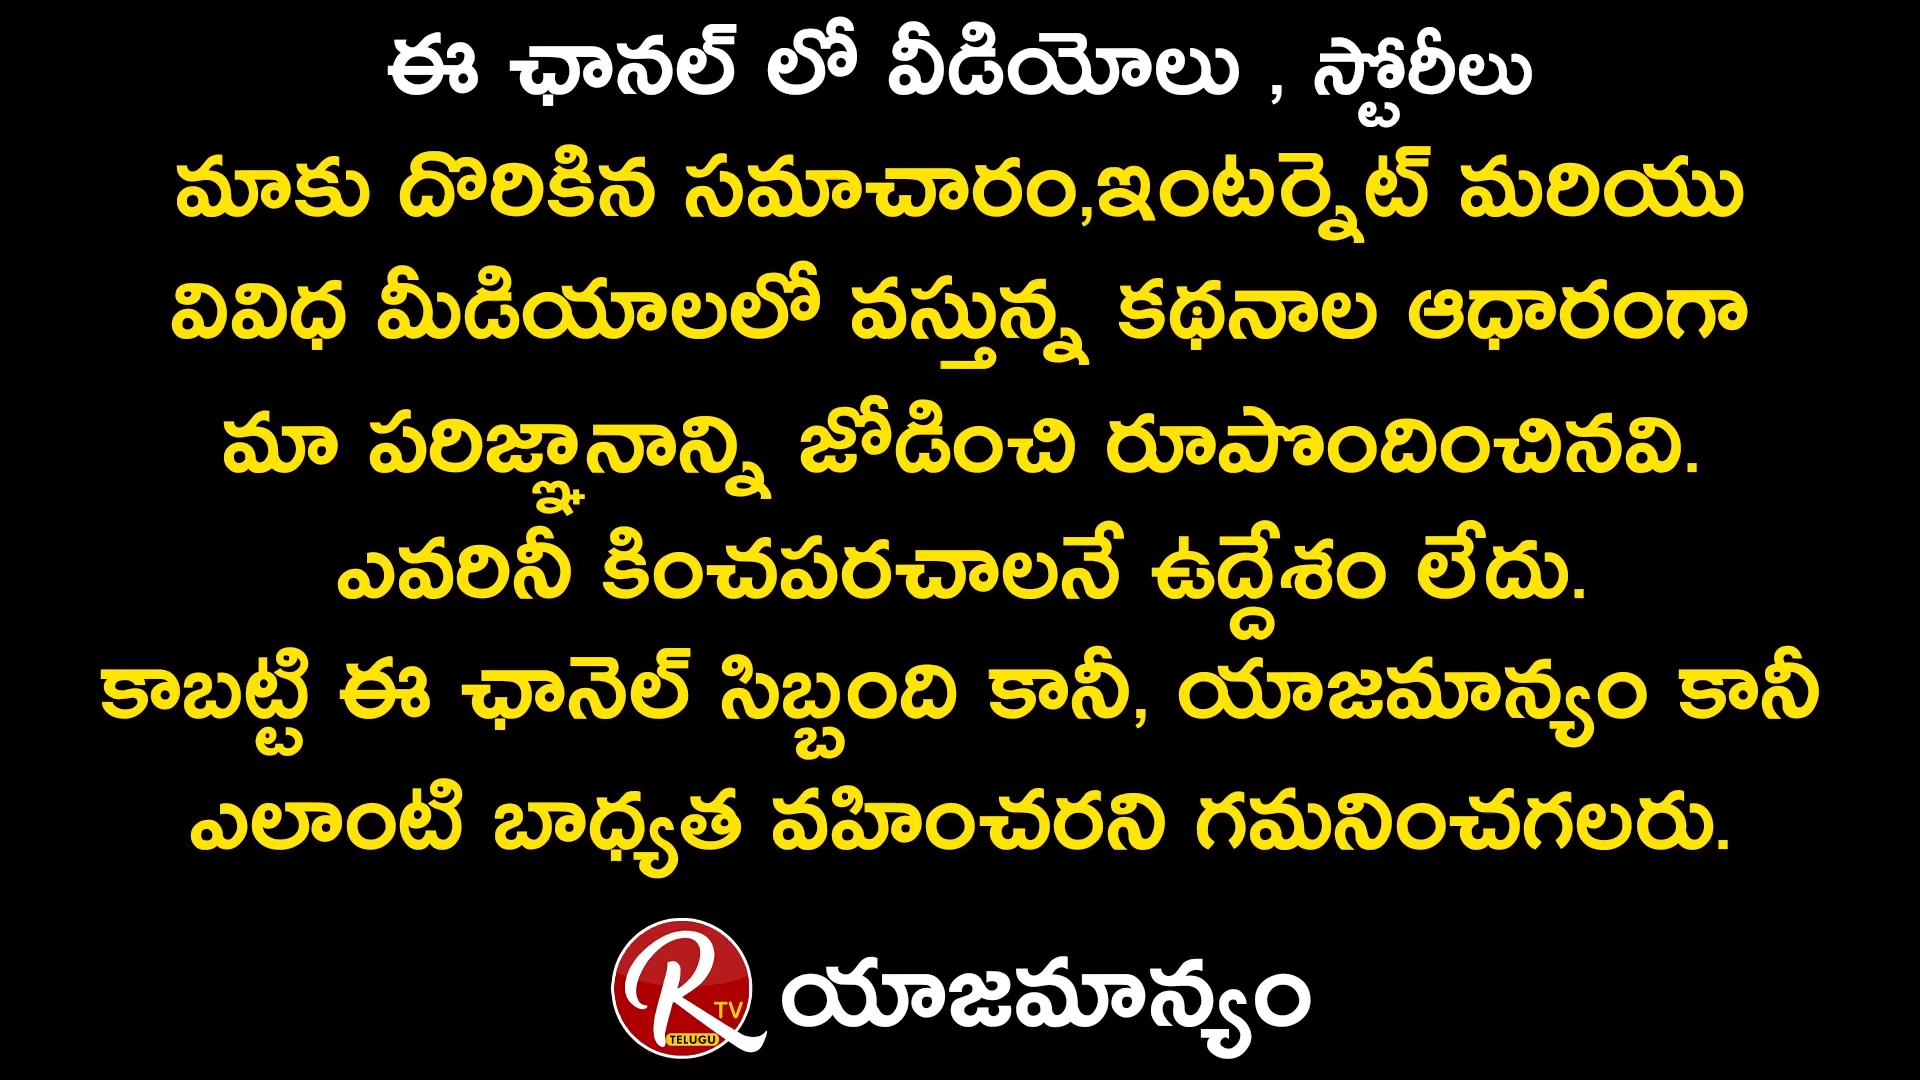 ఈ ఛానల్ లో వీడియోలు , స్టోరీలు
మాకు దొరికిన సమాచారం,ఇంటర్నెట్ మరియు
వివిధ మీడియాలలో వస్తున్న కథనాల ఆధారంగా
మా పరిజ్ఞానాన్ని జోడించి రూపొందించినవి.
ఎవరినీ కించపరచాలనే ఉద్దేశం లేదు.
కాబట్టి ఈ ఛానెల్ సిబ్బంది కానీ, యాజమాన్యం కానీ
ఎలాంటి బాధ్యత వహించరని గమనించగలరు.
R TV TELUGU యాజమాన్యం